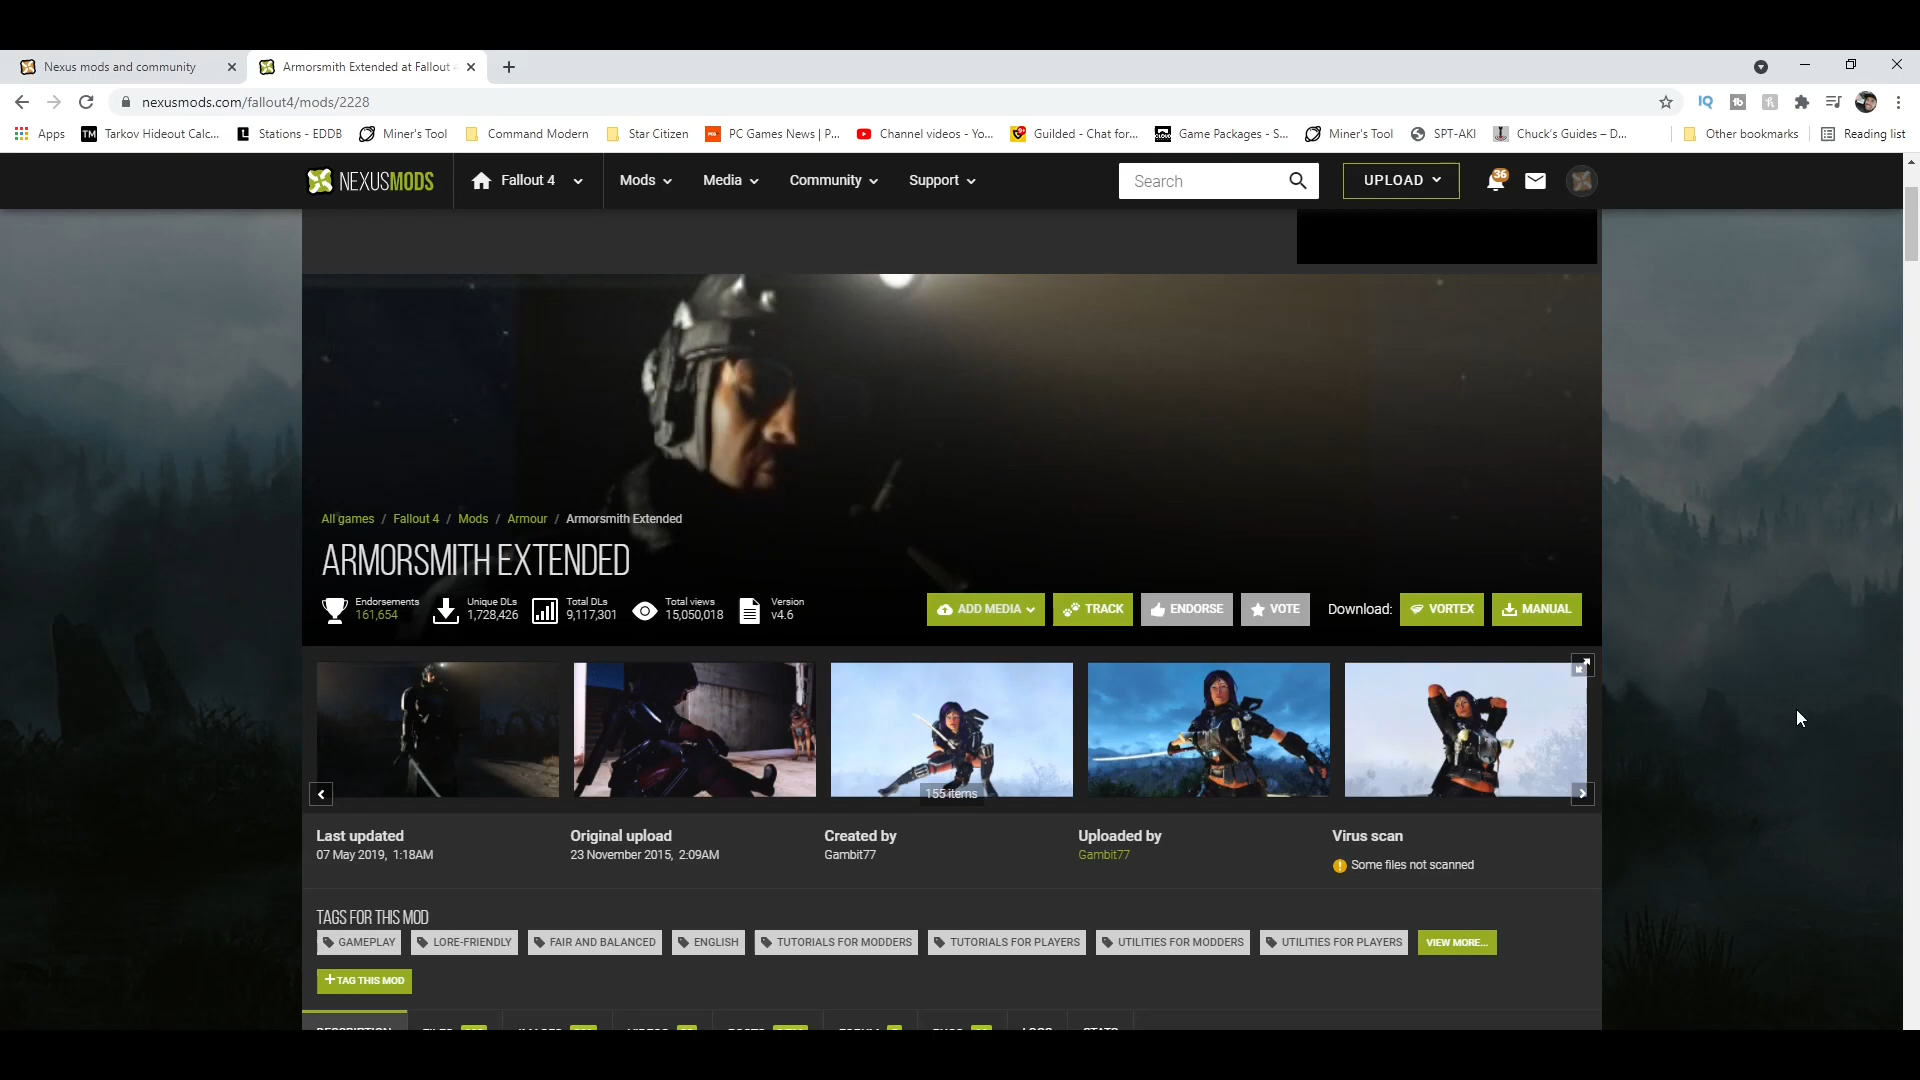 Nexus mods and community
Armorsmith Extended at Fallout
nexusmods.com/fallout4/mods/2228
Apps
Tarkov Hideout Calc...
Stations - EDDB
Miner's Tool
Command Modern
Star Citizen
PC Games News | P...
Channel videos - Yo...
Guilded - Chat for...
Game Packages - S...
Miner's Tool
SPT-AKI
Chuck's Guides – D...
Other bookmarks
Reading list
NEXUSMODS
Fallout 4
Mods
Media
Community
Support
Search
UPLOAD
36
All games / Fallout 4 / Mods / Armour / Armorsmith Extended
ARMORSMITH EXTENDED
Endorsements
161,654
Unique DLs
1,728,426
Total DLs
9,117,301
Total views
15,050,018
Version
v4.6
ADD MEDIA
TRACK
ENDORSE
VOTE
Download:
VORTEX
MANUAL
155 items
Last updated
07 May 2019, 1:18AM
Original upload
23 November 2015, 2:09AM
Created by
Gambit77
Uploaded by
Gambit77
Virus scan
Some files not scanned
TAGS FOR THIS MOD
GAMEPLAY
LORE-FRIENDLY
FAIR AND BALANCED
ENGLISH
TUTORIALS FOR MODDERS
TUTORIALS FOR PLAYERS
UTILITIES FOR MODDERS
UTILITIES FOR PLAYERS
VIEW MORE...
+TAG THIS MOD